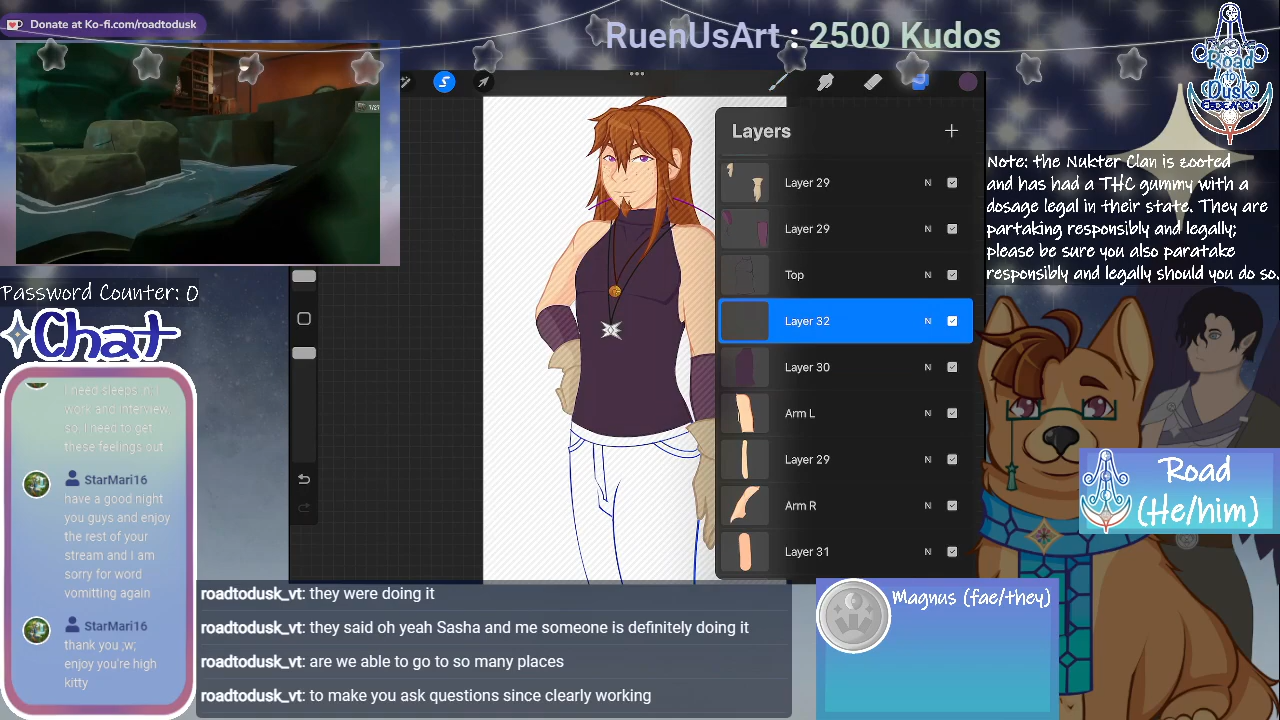 Donate at Ko-fi.com/roadtodusk
RuenUsArt : 2500 Kudos
Road
to
Dusk
Note: the Nukter Clan is zooted
and has had a THC gummy with a
dosage legal in their state. They are
partaking responsibly and legally;
please be sure you also paratake
responsibly and legally should you do so.
Layers
Layer 29 N
Layer 29 N
Top N
Layer 32 N
Layer 30 N
Arm L N
Layer 29 N
Arm R N
Layer 31 N
Password Counter: 0
Chat
I need sleeps
work and interview
so, I need to get
these feelings out
StarMari16
have a good night
you guys and enjoy
the rest of your
stream and I am
sorry for word
vomitting again
StarMari16
thank you ;w;
enjoy you're high
kitty
roadtodusk_vt: they were doing it
roadtodusk_vt: they said oh yeah Sasha and me someone is definitely doing it
roadtodusk_vt: are we able to go to so many places
roadtodusk_vt: to make you ask questions since clearly working
Road
(He/him)
Magnus (fae/they)